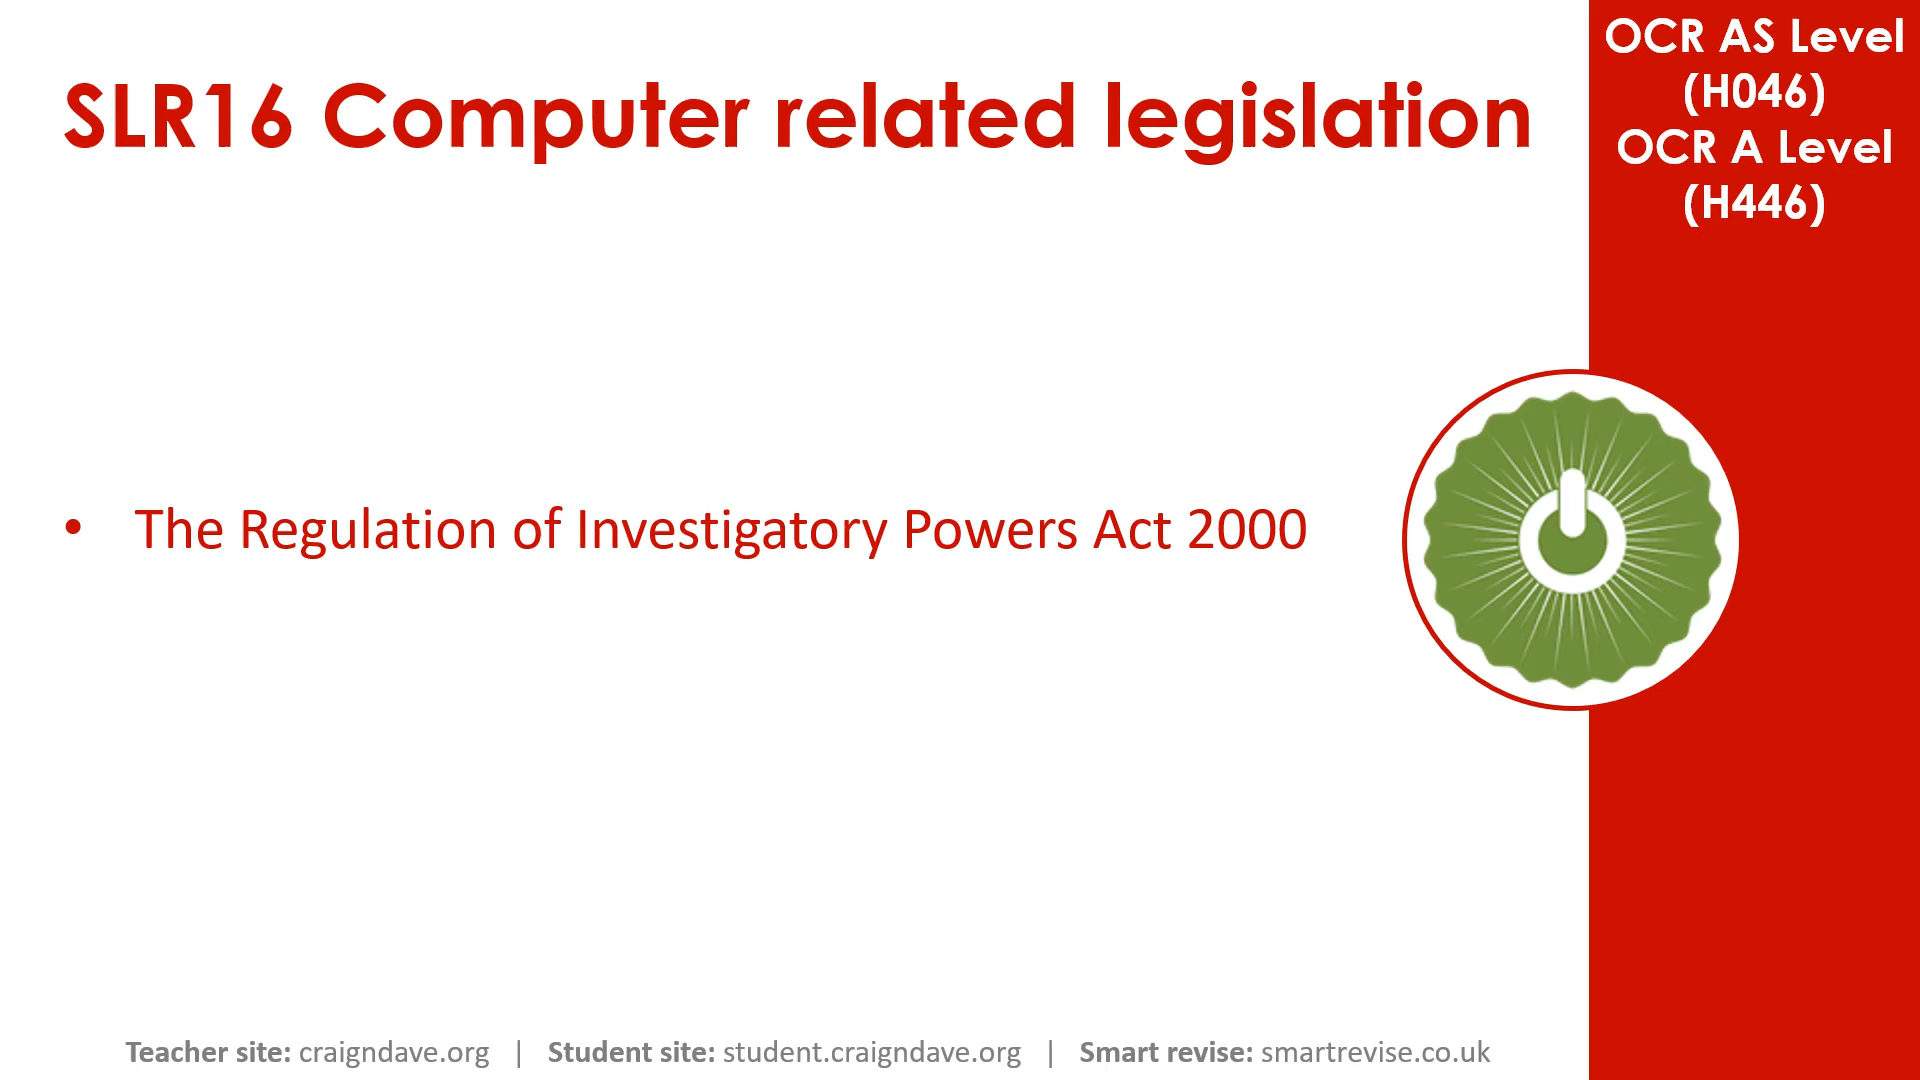 SLR16 Computer related legislation
OCR AS Level
(H046)
OCR A Level
(H446)
• The Regulation of Investigatory Powers Act 2000
Teacher site: craigndave.org | Student site: student.craigndave.org | Smart revise: smartrevise.co.uk